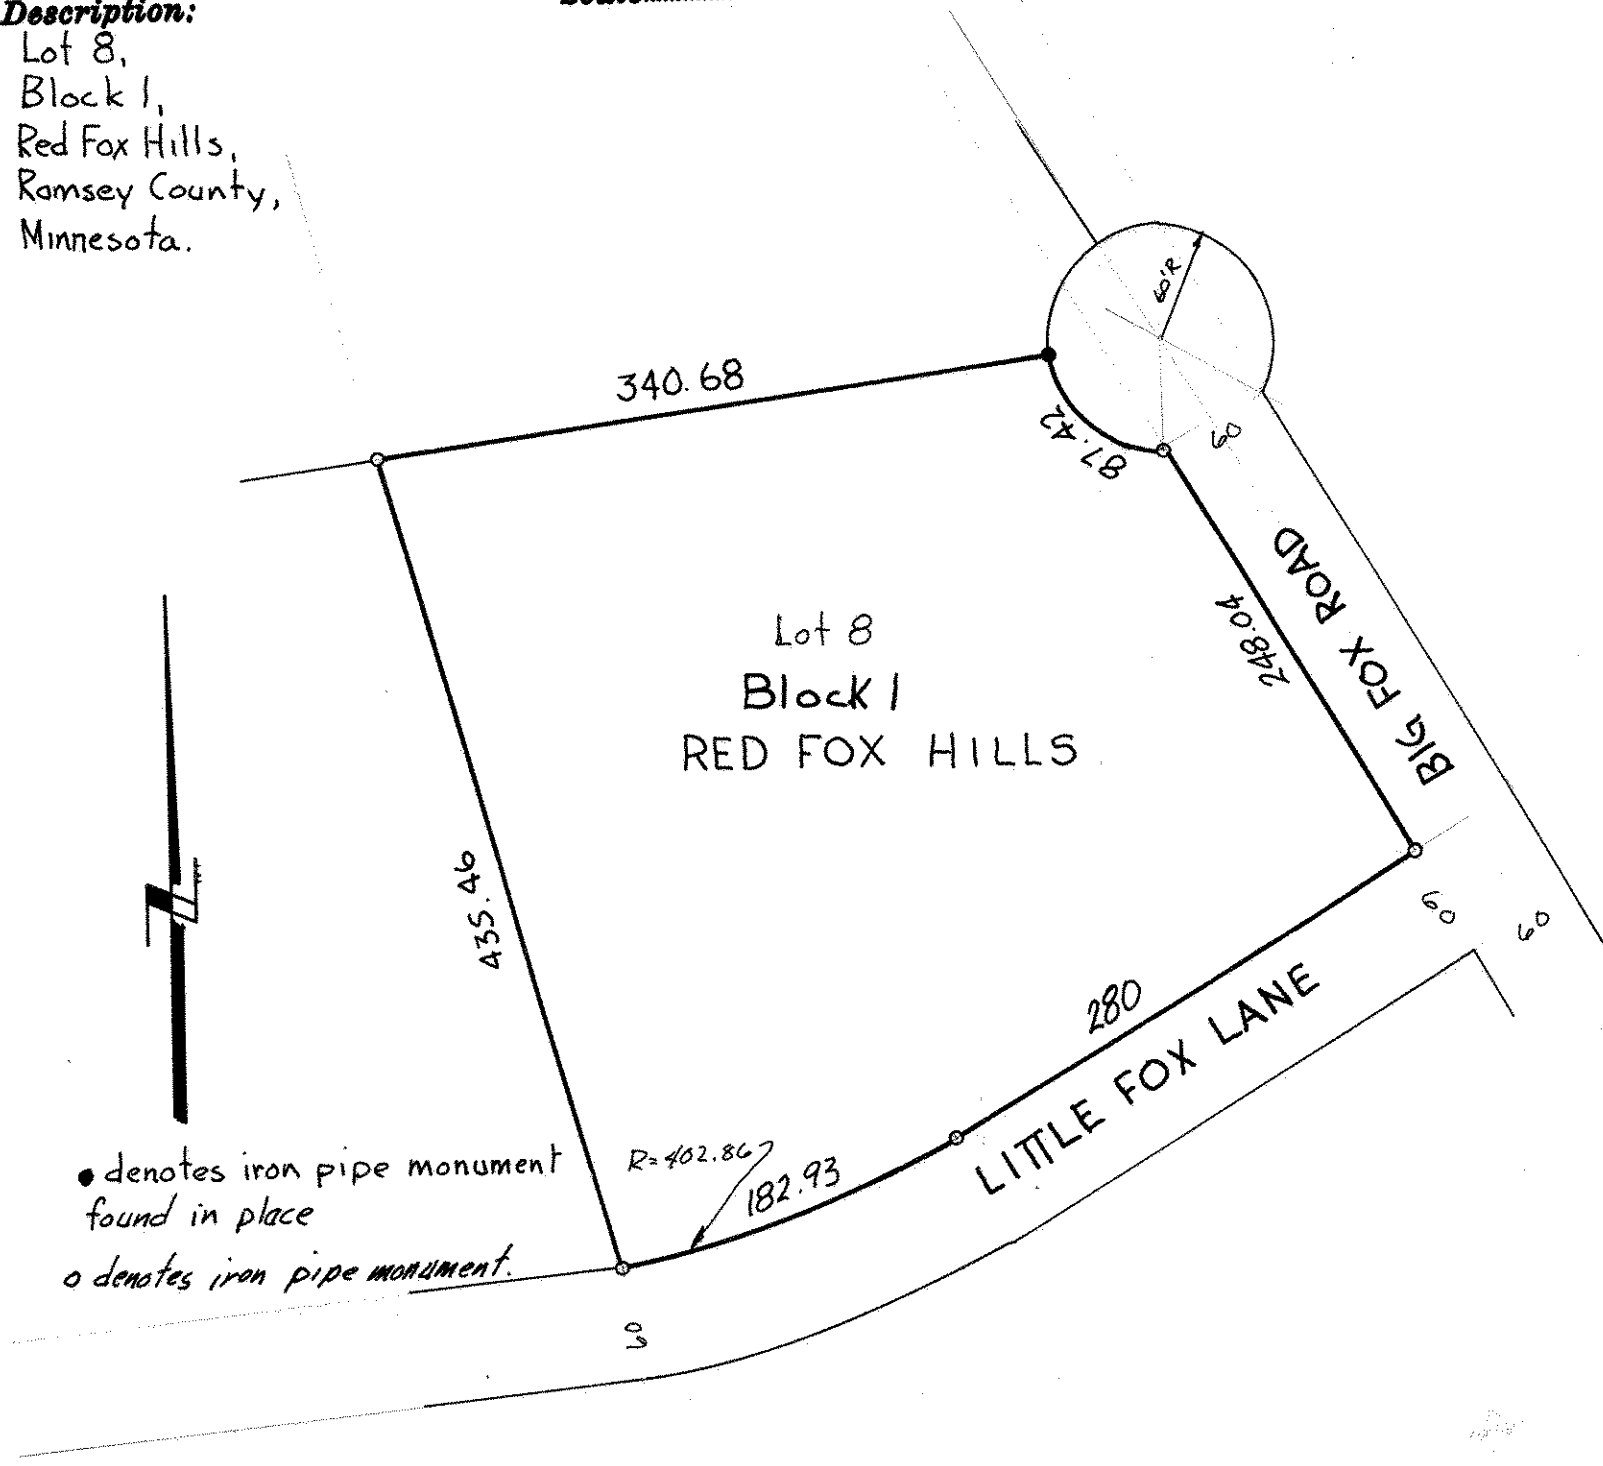 Description:
Lot 8,
Block 1,
Red Fox Hills,
Ramsey County,
Minnesota.
60'R
340.68
87.42
60
BIG FOX ROAD
248.04
Lot 8
Block 1
RED FOX HILLS
435.46
60
60
280
LITTLE FOX LANE
R=402.86
182.93
● denotes iron pipe monument
found in place
o denotes iron pipe monument.
60